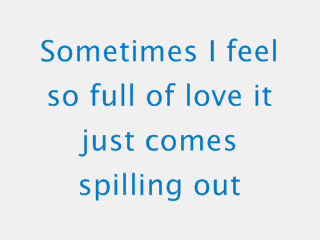 Sometimes I feel
so full of love it
just comes
spilling out